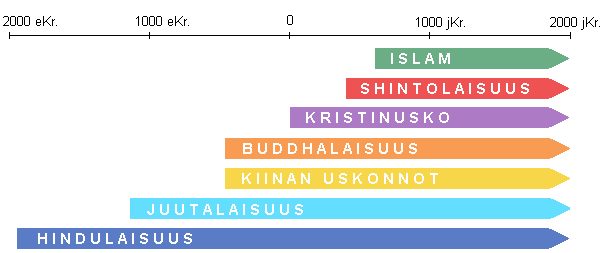 2000 eKr. 1000 eKr. 0 1000 jKr. 2000 jKr.
ISLAM
SHINTOLAISUUS
KRISTINUSKO
BUDDHALAISUUS
KIINAN USKONNOT
JUUTALAISUUS
HINDULAISUUS